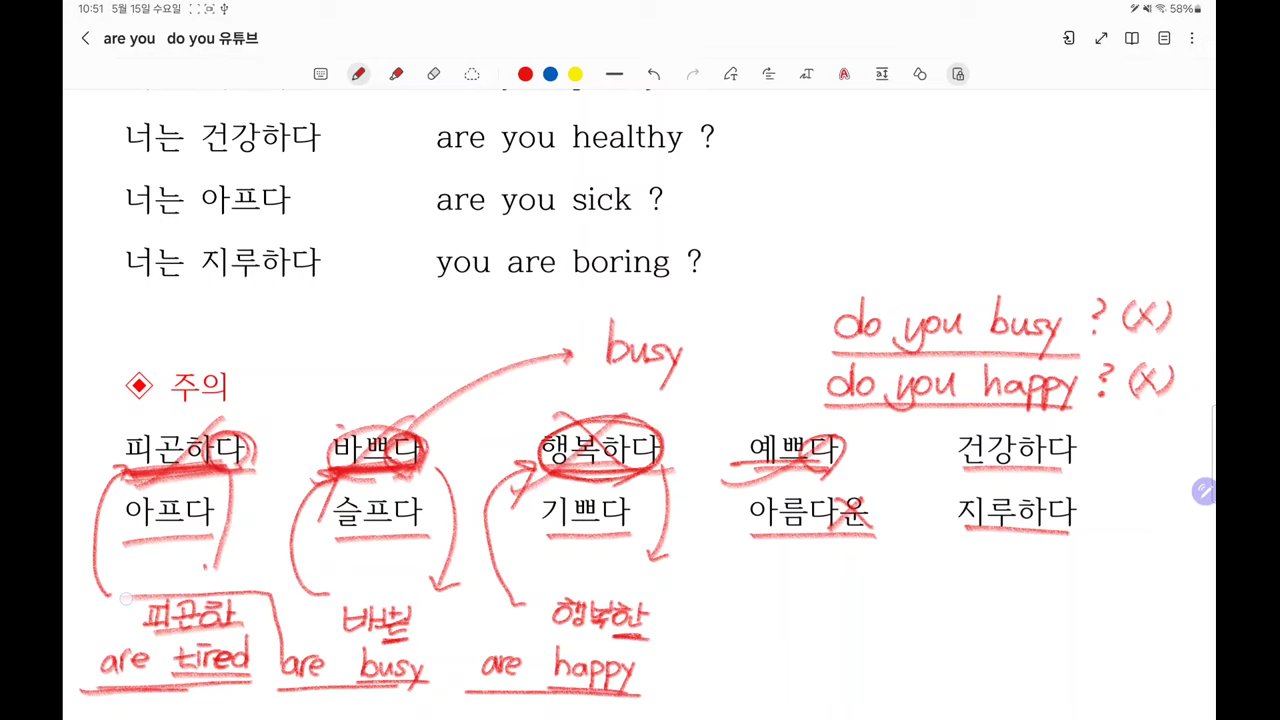 10:51 5월 15일 수요일 58%
are you do you 유튜브
너는 건강하다 are you healthy ?
너는 아프다 are you sick ?
너는 지루하다 you are boring ?
do you busy ? (X)
busy
do you happy ? (X)
◈ 주의
피곤하다 바쁘다 행복하다 예쁘다 건강하다
아프다 슬프다 기쁘다 아름다운 지루하다
피곤한 바쁜 행복한
are tired are busy are happy